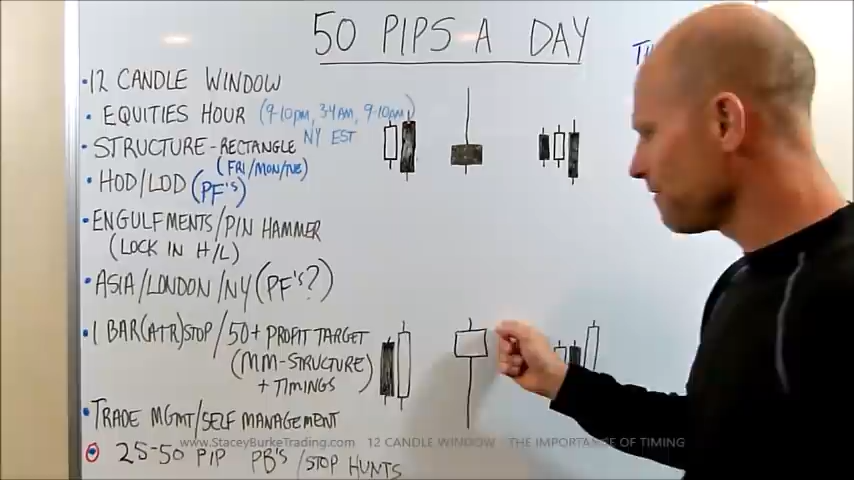 50 PIPS A DAY
•12 CANDLE WINDOW
• EQUITIES HOUR (9-10pm, 3-4AM, 9-10am)
NY EST
• STRUCTURE-RECTANGLE
(FRI/MON/TUE)
• HOD/LOD (PF'S)
• ENGULFMENTS/PIN HAMMER
(LOCK IN H/L)
• ASIA/LONDON/NY (PF'S?)
• 1 BAR(ATR)STOP/50+ PROFIT TARGET
(MM-STRUCTURE
+ TIMINGS)
• TRADE MGMT/SELF MANAGEMENT
www.StaceyBurkeTrading.com 12 CANDLE WINDOW THE IMPORTANCE OF TIMING
25-50 PIP PB'S /STOP HUNTS